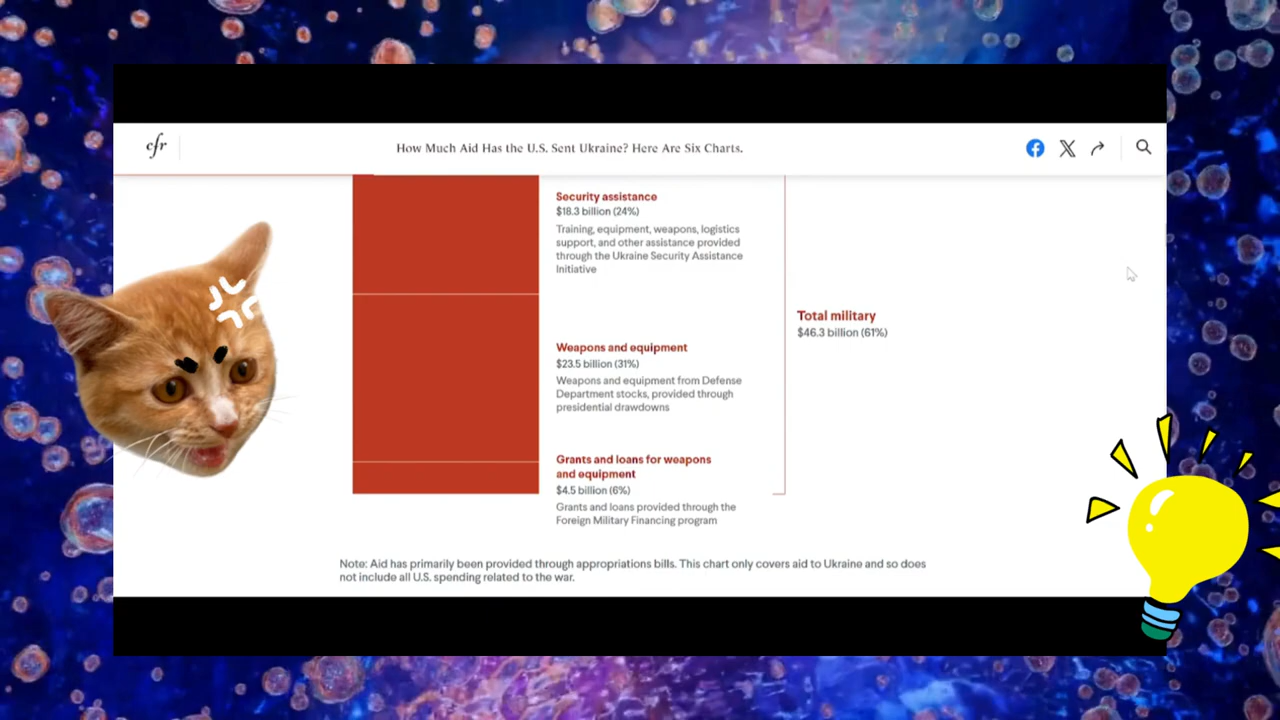 cfr
How Much Aid Has the U.S. Sent Ukraine? Here Are Six Charts.
Security assistance
$18.3 billion (24%)
Training, equipment, weapons, logistics
support, and other assistance provided
through the Ukraine Security Assistance
Initiative
Total military
$46.3 billion (61%)
Weapons and equipment
$23.5 billion (31%)
Weapons and equipment from Defense
Department stocks, provided through
presidential drawdowns
Grants and loans for weapons
and equipment
$4.5 billion (6%)
Grants and loans provided through the
Foreign Military Financing program
Note: Aid has primarily been provided through appropriations bills. This chart only covers aid to Ukraine and so does
not include all U.S. spending related to the war.